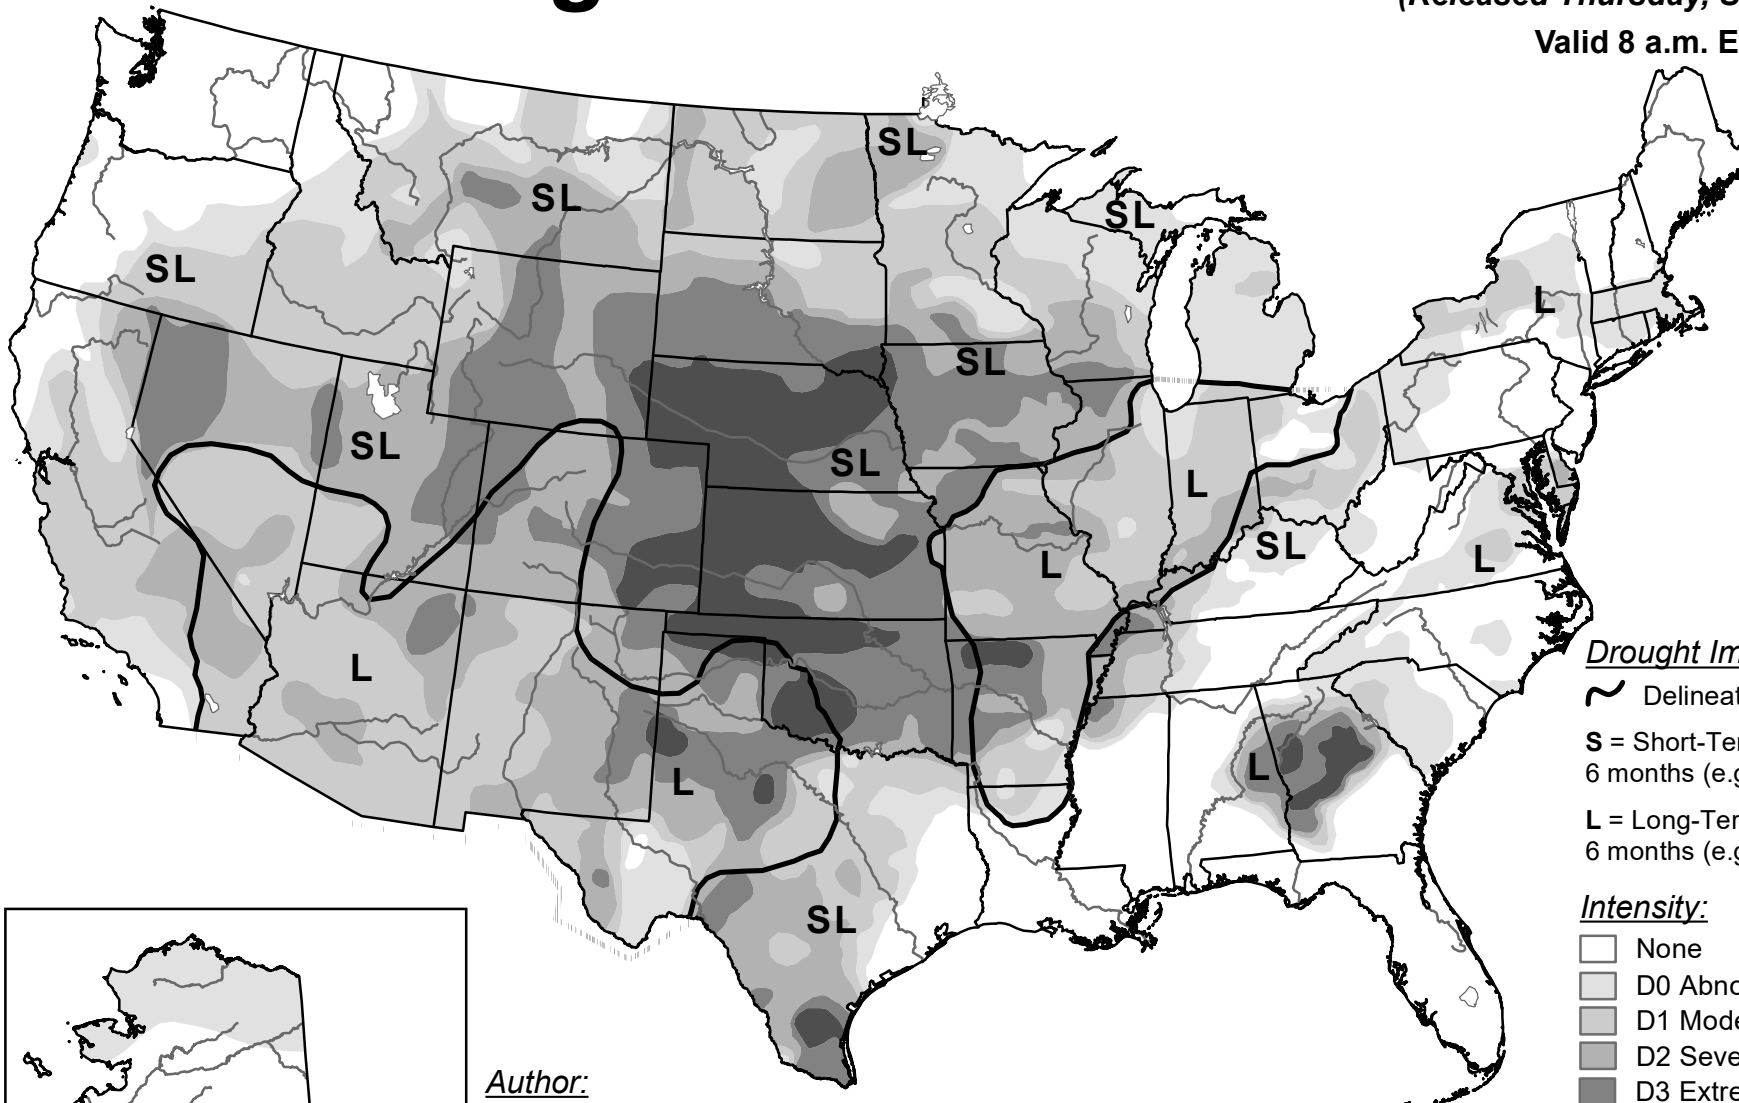 g
(Released Thursday, S
Valid 8 a.m. E
SL
SL
SL
SL
L
SL
SL
SL
SL
L
L
SL
L
L
L
L
SL
L
Drought Im
Delineat
S = Short-Ter
6 months (e.g
L = Long-Ter
6 months (e.g
Intensity:
None
D0 Abno
D1 Mode
D2 Seve
D3 Extre
Author: